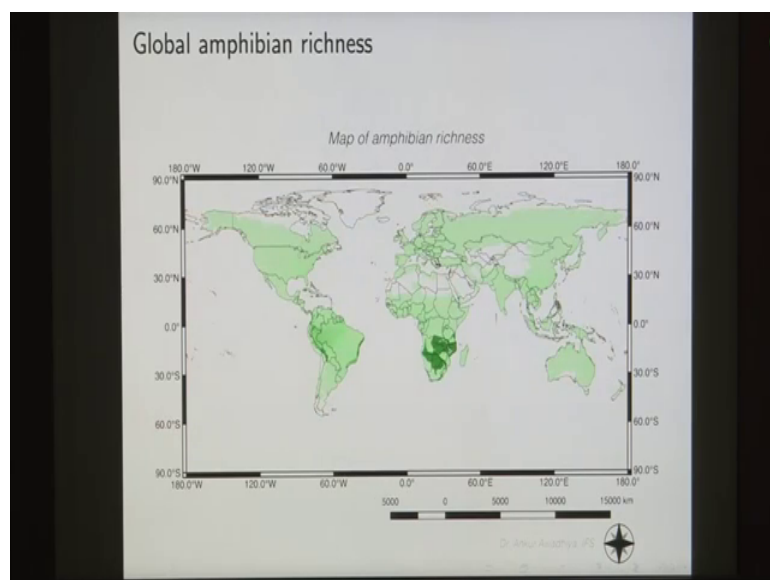 Global amphibian richness
Map of amphibian richness
180.0°W 120.0°W 60.0°W 0.0° 60.0°E 120.0°E 180.0°
90.0°N 90.0°N
60.0°N 60.0°N
30.0°N 30.0°N
0.0° 0.0°
30.0°S 30.0°S
60.0°S 60.0°S
90.0°S 90.0°S
180.0°W 120.0°W 60.0°W 0.0° 60.0°E 120.0°E 180.0°
5000 0 5000 10000 15000 km